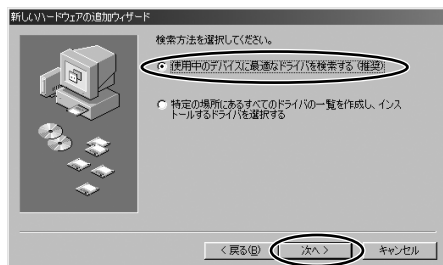 新しいハードウェアの追加ウィザード
検索方法を選択してください。
使用中のデバイスに最適なドライバを検索する (推奨)
特定の場所にあるすべてのドライバの一覧を作成し、インス
トールするドライバを選択する
< 戻る(B)
次へ >
キャンセル